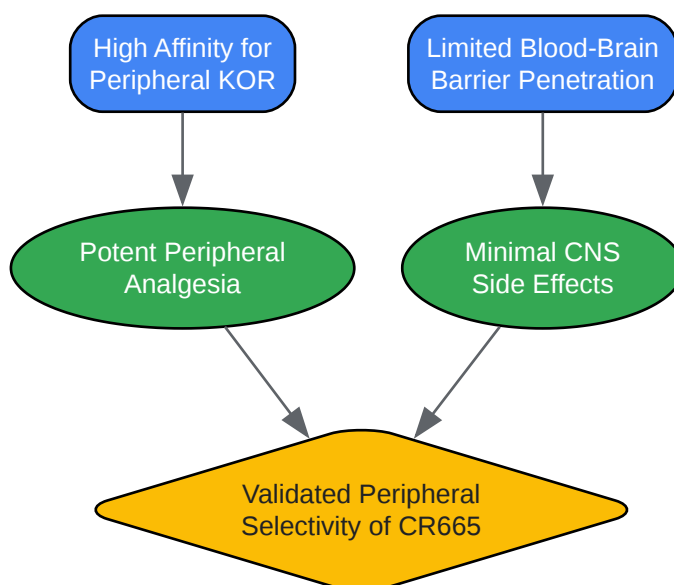 High Affinity for
Peripheral KOR
Limited Blood-Brain
Barrier Penetration
Potent Peripheral
Analgesia
Minimal CNS
Side Effects
Validated Peripheral
Selectivity of CR665